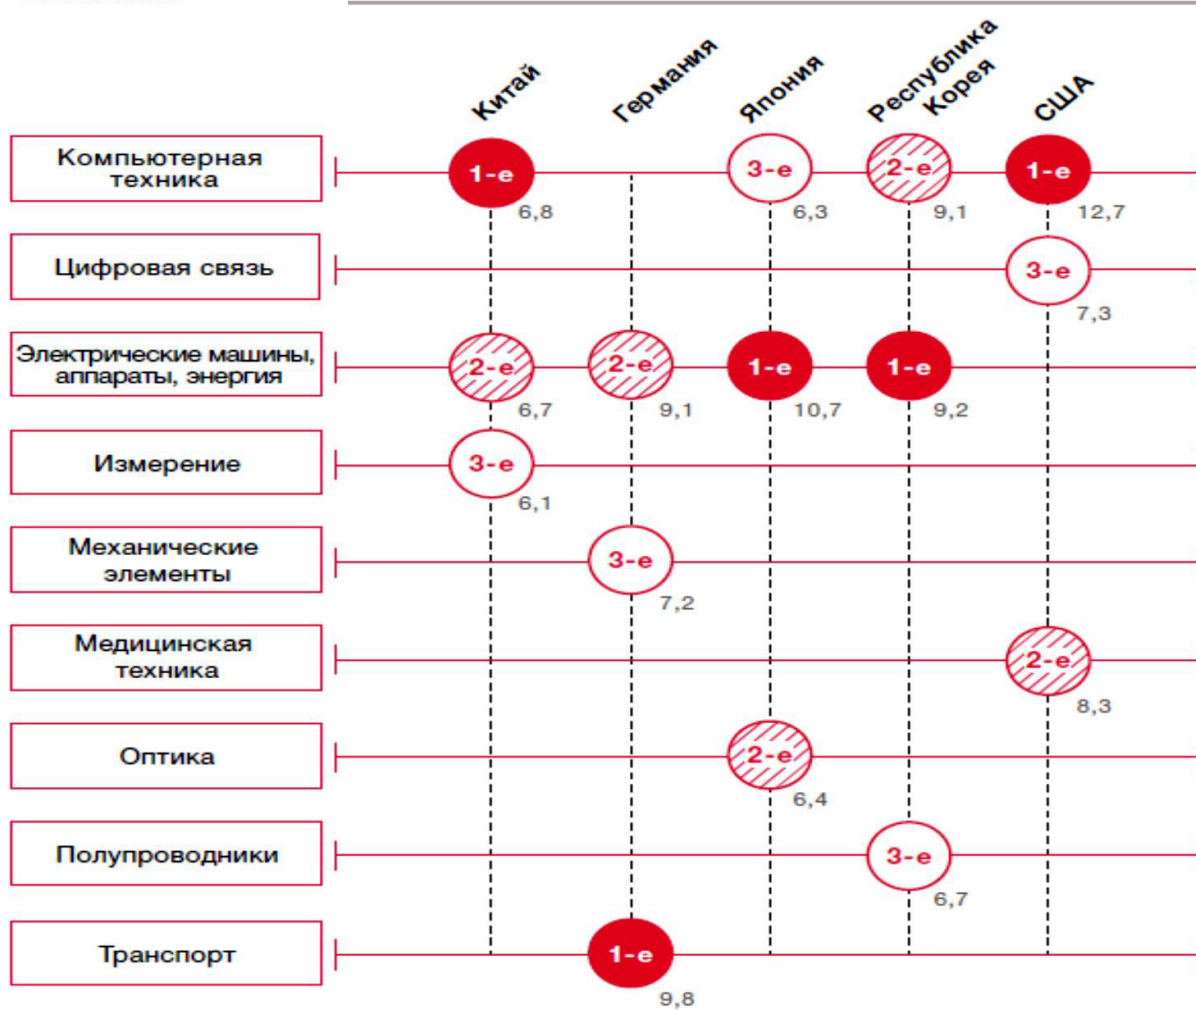 Китай
Германия
Япония
Республика
Корея
США
Компьютерная
техника
1-е
3-е
2-е
1-е
6,8
6,3
9,1
12,7
Цифровая связь
3-е
7,3
Электрические машины,
аппараты, энергия
2-е
2-е
1-е
1-е
6,7
9,1
10,7
9,2
Измерение
3-е
6,1
Механические
элементы
3-е
7,2
Медицинская
техника
2-е
8,3
Оптика
2-е
6,4
Полупроводники
3-е
6,7
Транспорт
1-е
9,8